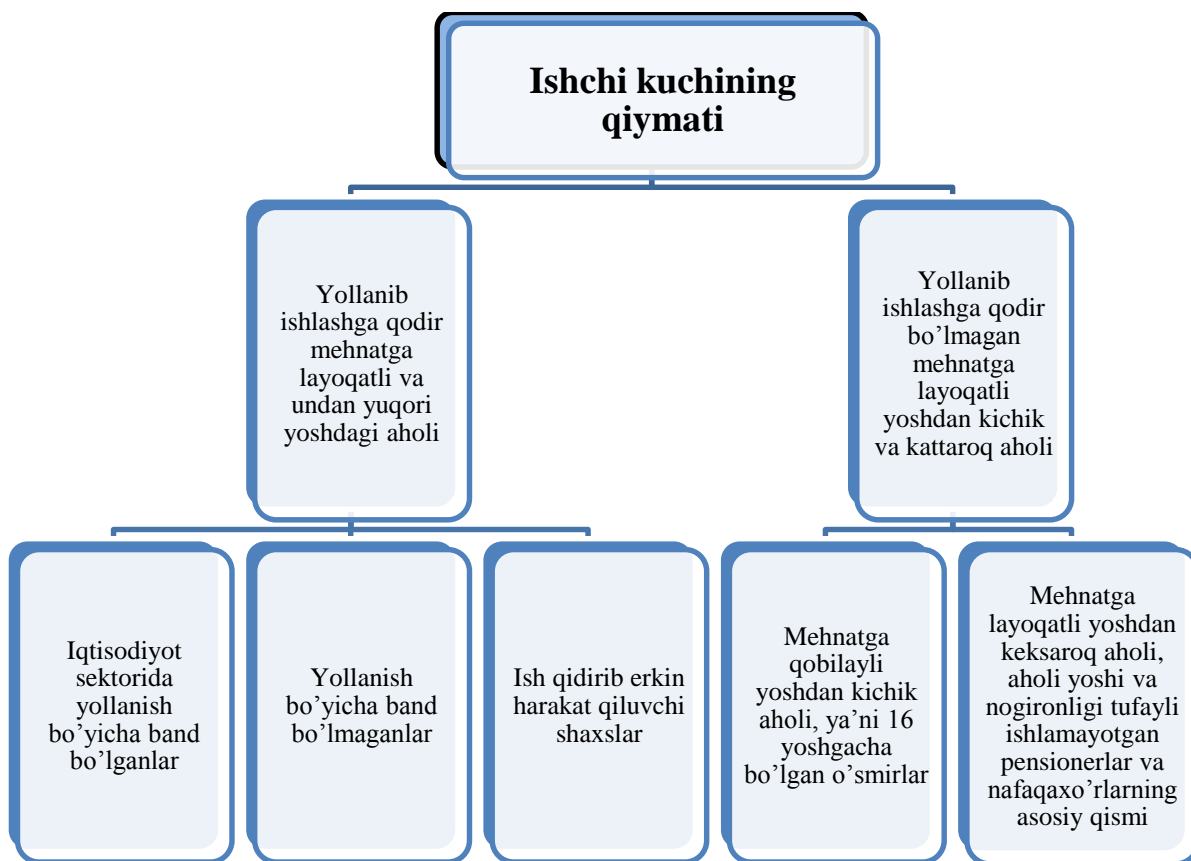 Ishchi kuchining
qiymati
Yollanib
ishlashga qodir
mehnatga
layoqatli va
undan yuqori
yoshdagi aholi
Yollanib
ishlashga qodir
bo’lmagan
mehnatga
layoqatli
yoshdan kichik
va kattaroq aholi
Iqtisodiyot
sektorida
yollanish
bo’yicha band
bo’lganlar
Yollanish
bo’yicha band
bo’lmaganlar
Ish qidirib erkin
harakat qiluvchi
shaxslar
Mehnatga
qobilayli
yoshdan kichik
aholi, ya’ni 16
yoshgacha
bo’lgan o’smirlar
Mehnatga
layoqatli yoshdan
keksaroq aholi,
aholi yoshi va
nogironligi tufayli
ishlamayotgan
pensionerlar va
nafaqaxo’rlarning
asosiy qismi